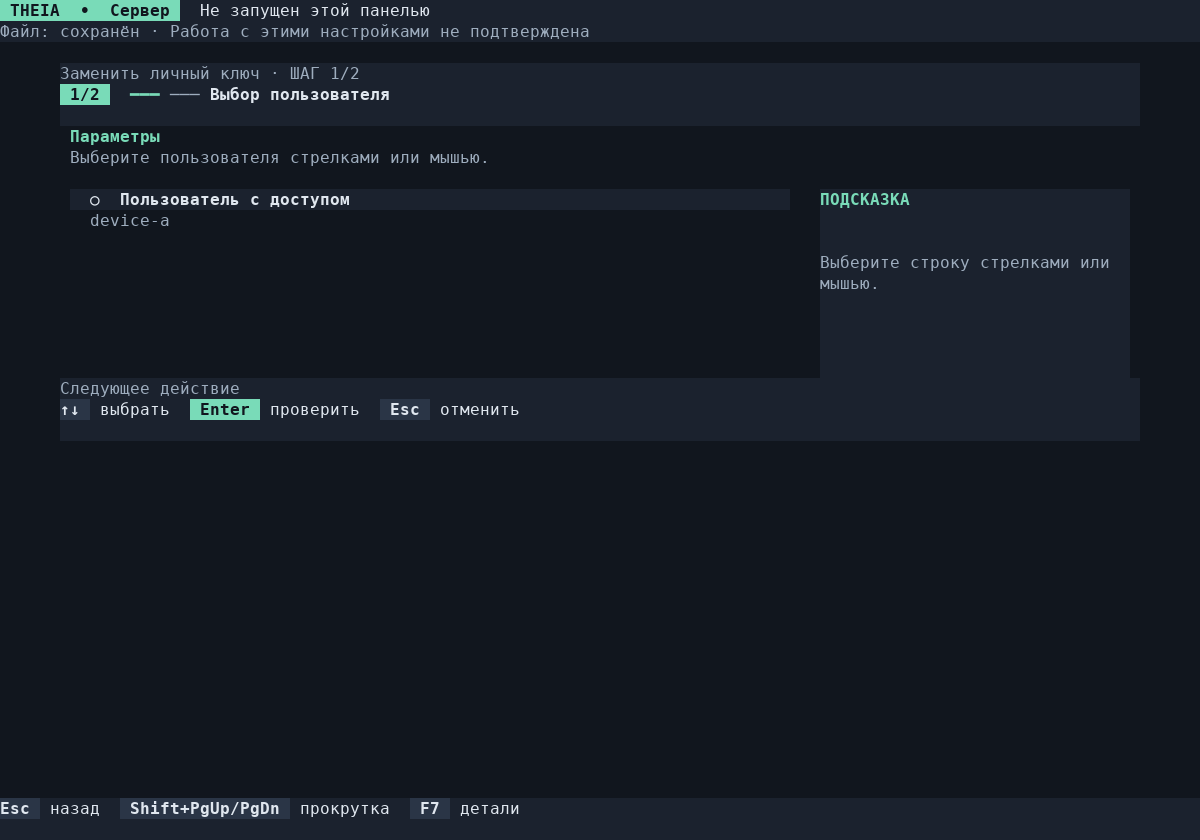 THEIA • Сервер Не запущен этой панелью
Файл: сохранён · Работа с этими настройками не подтверждена
Заменить личный ключ · ШАГ 1/2
1/2 Выбор пользователя
Параметры
Выберите пользователя стрелками или мышью.
○ Пользователь с доступом
device-a
ПОДСКАЗКА
Выберите строку стрелками или
мышью.
Следующее действие
↑↓ выбрать Enter проверить Esc отменить
Esc назад Shift+PgUp/PgDn прокрутка F7 детали